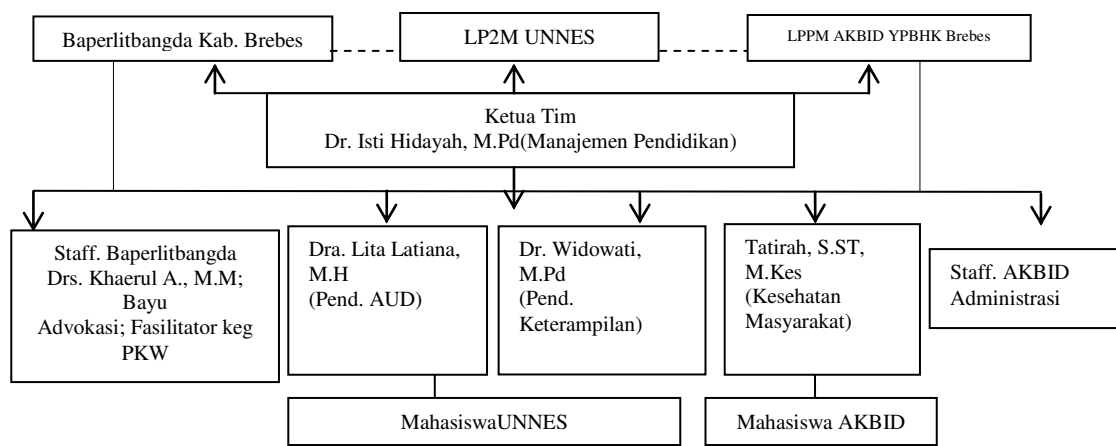 Baperlitbangda Kab. Brebes
LP2M UNNES
LPPM AKBID YPBHK Brebes
Ketua Tim
Dr. Isti Hidayah, M.Pd(Manajemen Pendidikan)
Staff. Baperlitbangda
Drs. Khaerul A., M.M;
Bayu
Advokasi; Fasilitator keg
PKW
Dra. Lita Latiana,
M.H
(Pend. AUD)
Dr. Widowati,
M.Pd
(Pend.
Keterampilan)
Tatirah, S.ST,
M.Kes
(Kesehatan
Masyarakat)
Staff. AKBID
Administrasi
MahasiswaUNNES
Mahasiswa AKBID